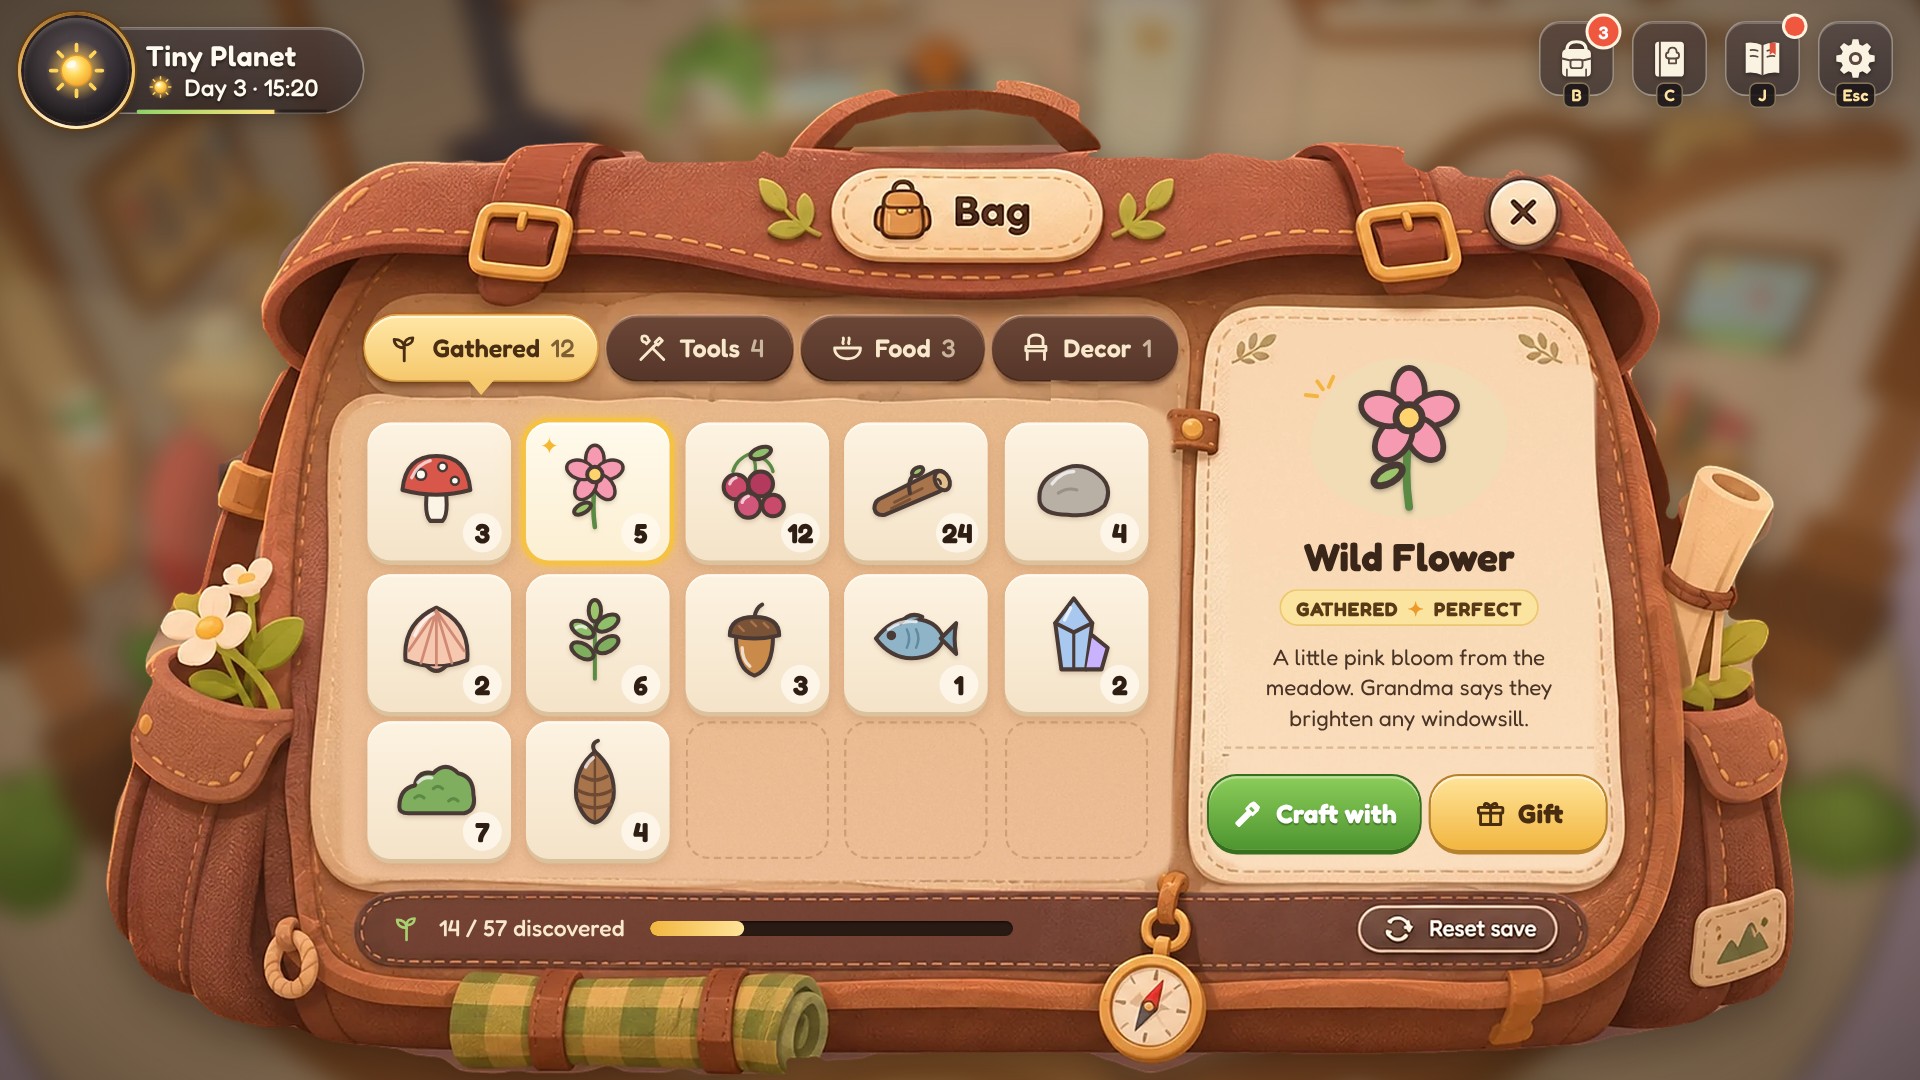 Tiny Planet
Day 3 · 15:20
3
B
C
J
Esc
Bag
Gathered 12
Tools 4
Food 3
Decor 1
3
5
12
24
4
2
6
3
1
2
7
4
Wild Flower
GATHERED ✦ PERFECT
A little pink bloom from the
meadow. Grandma says they
brighten any windowsill.
Craft with
Gift
14 / 57 discovered
Reset save